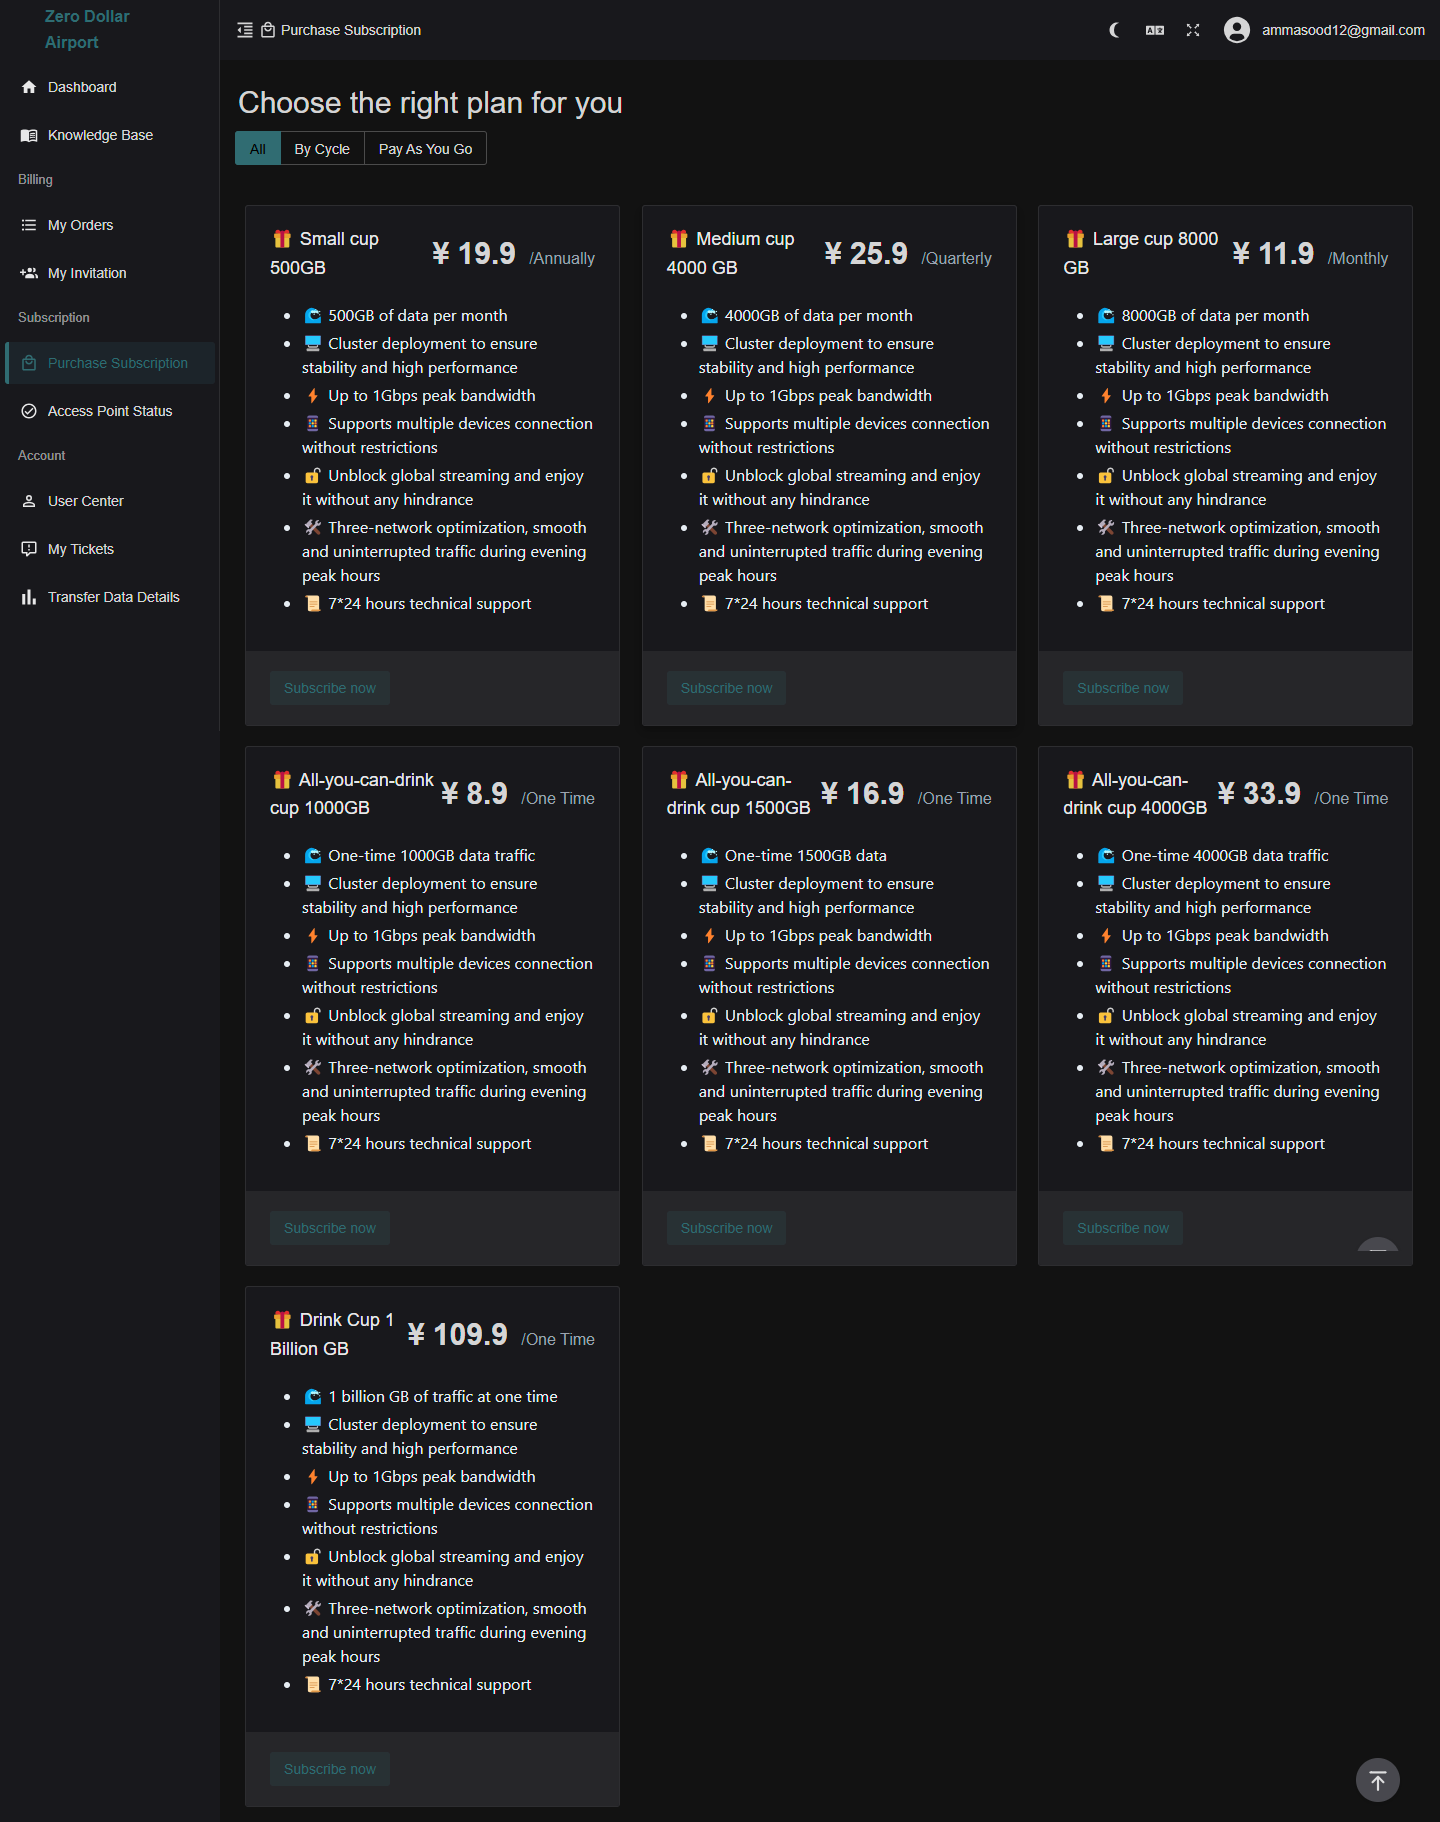 Zero Dollar
Airport
Dashboard
Knowledge Base
Billing
My Orders
My Invitation
Subscription
Purchase Subscription
Access Point Status
Account
User Center
My Tickets
Transfer Data Details
Purchase Subscription
ammasood12@gmail.com
Choose the right plan for you
All
By Cycle
Pay As You Go
🎁 Small cup
500GB
¥ 19.9 /Annually
🌊 500GB of data per month
🖥️ Cluster deployment to ensure
stability and high performance
⚡ Up to 1Gbps peak bandwidth
📱 Supports multiple devices connection
without restrictions
🔓 Unblock global streaming and enjoy
it without any hindrance
🛠️ Three-network optimization, smooth
and uninterrupted traffic during evening
peak hours
📜 7*24 hours technical support
Subscribe now
🎁 Medium cup
4000 GB
¥ 25.9 /Quarterly
🌊 4000GB of data per month
🖥️ Cluster deployment to ensure
stability and high performance
⚡ Up to 1Gbps peak bandwidth
📱 Supports multiple devices connection
without restrictions
🔓 Unblock global streaming and enjoy
it without any hindrance
🛠️ Three-network optimization, smooth
and uninterrupted traffic during evening
peak hours
📜 7*24 hours technical support
Subscribe now
🎁 Large cup 8000
GB
¥ 11.9 /Monthly
🌊 8000GB of data per month
🖥️ Cluster deployment to ensure
stability and high performance
⚡ Up to 1Gbps peak bandwidth
📱 Supports multiple devices connection
without restrictions
🔓 Unblock global streaming and enjoy
it without any hindrance
🛠️ Three-network optimization, smooth
and uninterrupted traffic during evening
peak hours
📜 7*24 hours technical support
Subscribe now
🎁 All-you-can-drink
cup 1000GB
¥ 8.9 /One Time
🌊 One-time 1000GB data traffic
🖥️ Cluster deployment to ensure
stability and high performance
⚡ Up to 1Gbps peak bandwidth
📱 Supports multiple devices connection
without restrictions
🔓 Unblock global streaming and enjoy
it without any hindrance
🛠️ Three-network optimization, smooth
and uninterrupted traffic during evening
peak hours
📜 7*24 hours technical support
Subscribe now
🎁 All-you-can-
drink cup 1500GB
¥ 16.9 /One Time
🌊 One-time 1500GB data
🖥️ Cluster deployment to ensure
stability and high performance
⚡ Up to 1Gbps peak bandwidth
📱 Supports multiple devices connection
without restrictions
🔓 Unblock global streaming and enjoy
it without any hindrance
🛠️ Three-network optimization, smooth
and uninterrupted traffic during evening
peak hours
📜 7*24 hours technical support
Subscribe now
🎁 All-you-can-
drink cup 4000GB
¥ 33.9 /One Time
🌊 One-time 4000GB data traffic
🖥️ Cluster deployment to ensure
stability and high performance
⚡ Up to 1Gbps peak bandwidth
📱 Supports multiple devices connection
without restrictions
🔓 Unblock global streaming and enjoy
it without any hindrance
🛠️ Three-network optimization, smooth
and uninterrupted traffic during evening
peak hours
📜 7*24 hours technical support
Subscribe now
🎁 Drink Cup 1
Billion GB
¥ 109.9 /One Time
🌊 1 billion GB of traffic at one time
🖥️ Cluster deployment to ensure
stability and high performance
⚡ Up to 1Gbps peak bandwidth
📱 Supports multiple devices connection
without restrictions
🔓 Unblock global streaming and enjoy
it without any hindrance
🛠️ Three-network optimization, smooth
and uninterrupted traffic during evening
peak hours
📜 7*24 hours technical support
Subscribe now